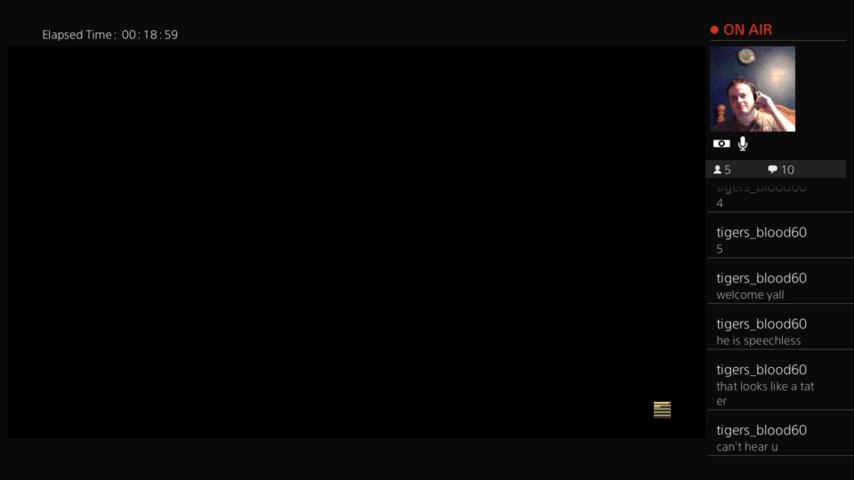 Elapsed Time: 00:18:59
ON AIR
5 10
tigers_blood60
4
tigers_blood60
5
tigers_blood60
welcome yall
tigers_blood60
he is speechless
tigers_blood60
that looks like a tat
er
tigers_blood60
can't hear u